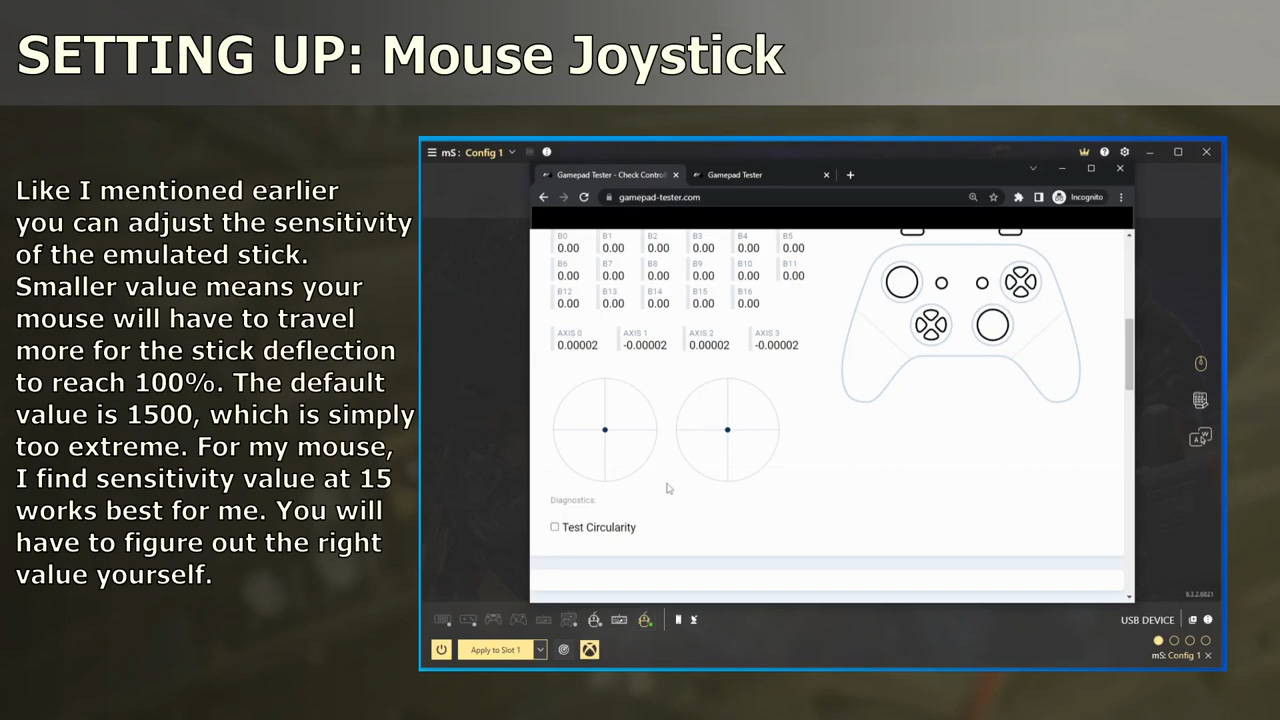 SETTING UP: Mouse Joystick
Like I mentioned earlier
you can adjust the sensitivity
of the emulated stick.
Smaller value means your
mouse will have to travel
more for the stick deflection
to reach 100%. The default
value is 1500, which is simply
too extreme. For my mouse,
I find sensitivity value at 15
works best for me. You will
have to figure out the right
value yourself.
mS: Config 1
Gamepad Tester - Check Controll
Gamepad Tester
gamepad-tester.com
Incognito
B0 B1 B2 B3 B4 B5
0.00 0.00 0.00 0.00 0.00 0.00
B6 B7 B8 B9 B10 B11
0.00 0.00 0.00 0.00 0.00 0.00
B12 B13 B14 B15 B16
0.00 0.00 0.00 0.00 0.00
AXIS 0 AXIS 1 AXIS 2 AXIS 3
0.00002 -0.00002 0.00002 -0.00002
Diagnostics:
Test Circularity
6.3.2.6021
USB DEVICE
Apply to Slot 1
mS: Config 1